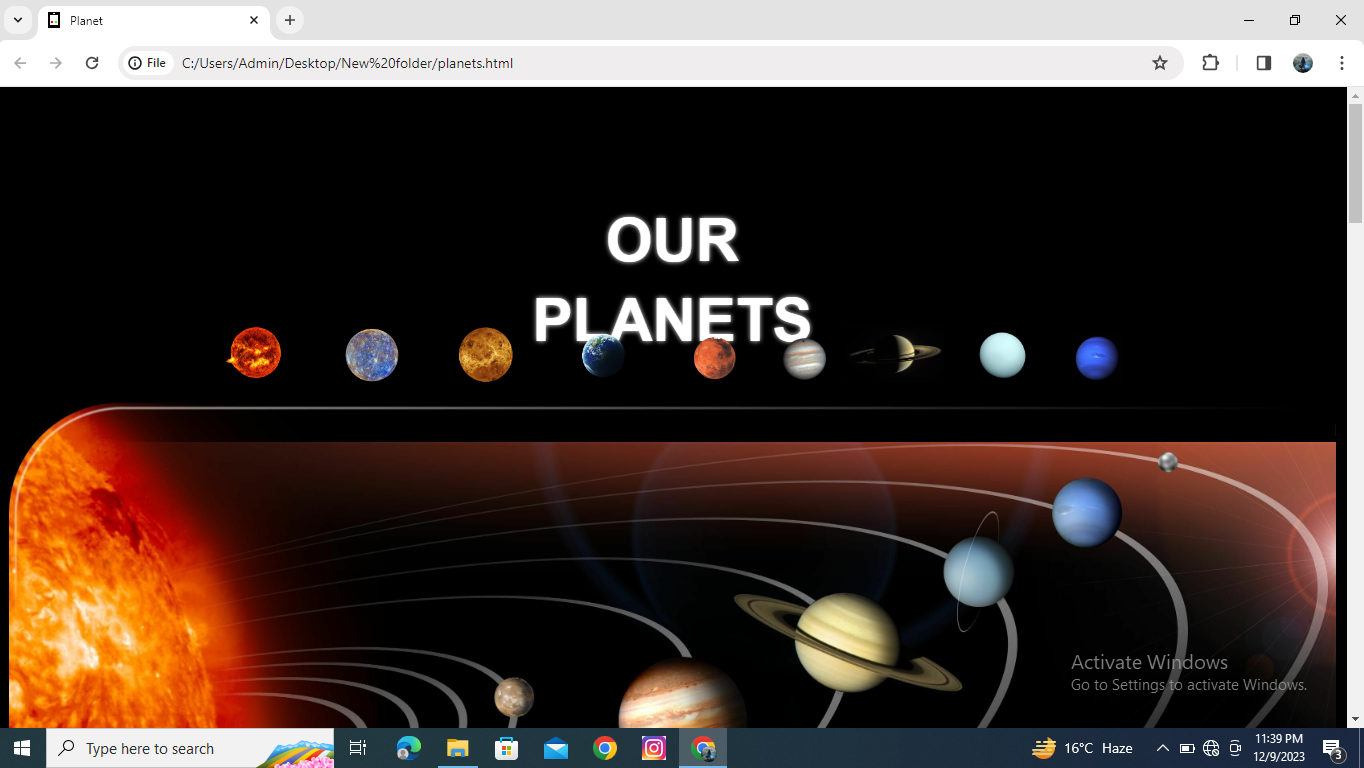 Planet
File
C:/Users/Admin/Desktop/New%20folder/planets.html
OUR
PLANETS
Activate Windows
Go to Settings to activate Windows.
Type here to search
16°C Haze
11:39 PM
12/9/2023
3